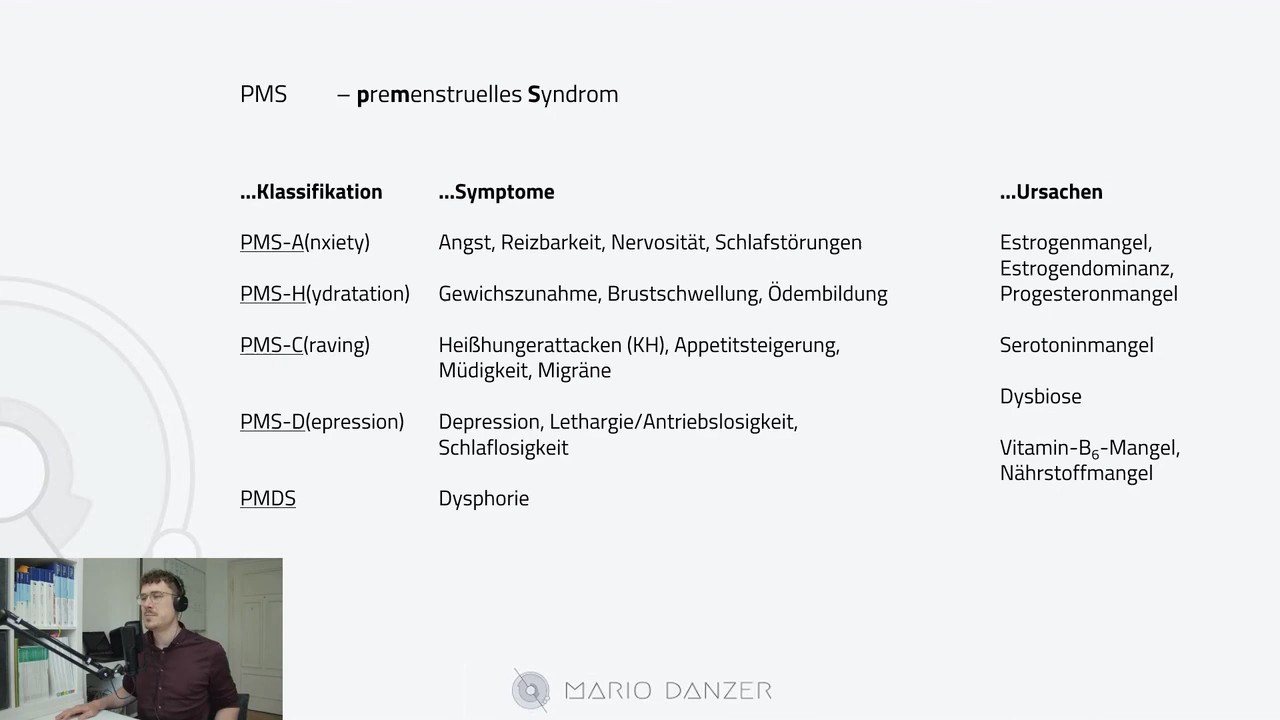 PMS – premenstruelles Syndrom
...Klassifikation ...Symptome ...Ursachen
PMS-A(nxiety) Angst, Reizbarkeit, Nervosität, Schlafstörungen Estrogenmangel,
Estrogendominanz,
PMS-H(ydratation) Gewichszunahme, Brustschwellung, Ödembildung Progesteronmangel
PMS-C(raving) Heißhungerattacken (KH), Appetitsteigerung, Serotoninmangel
Müdigkeit, Migräne
Dysbiose
PMS-D(epression) Depression, Lethargie/Antriebslosigkeit,
Schlaflosigkeit Vitamin-B₆-Mangel,
Nährstoffmangel
PMDS Dysphorie
MARIO DANZER